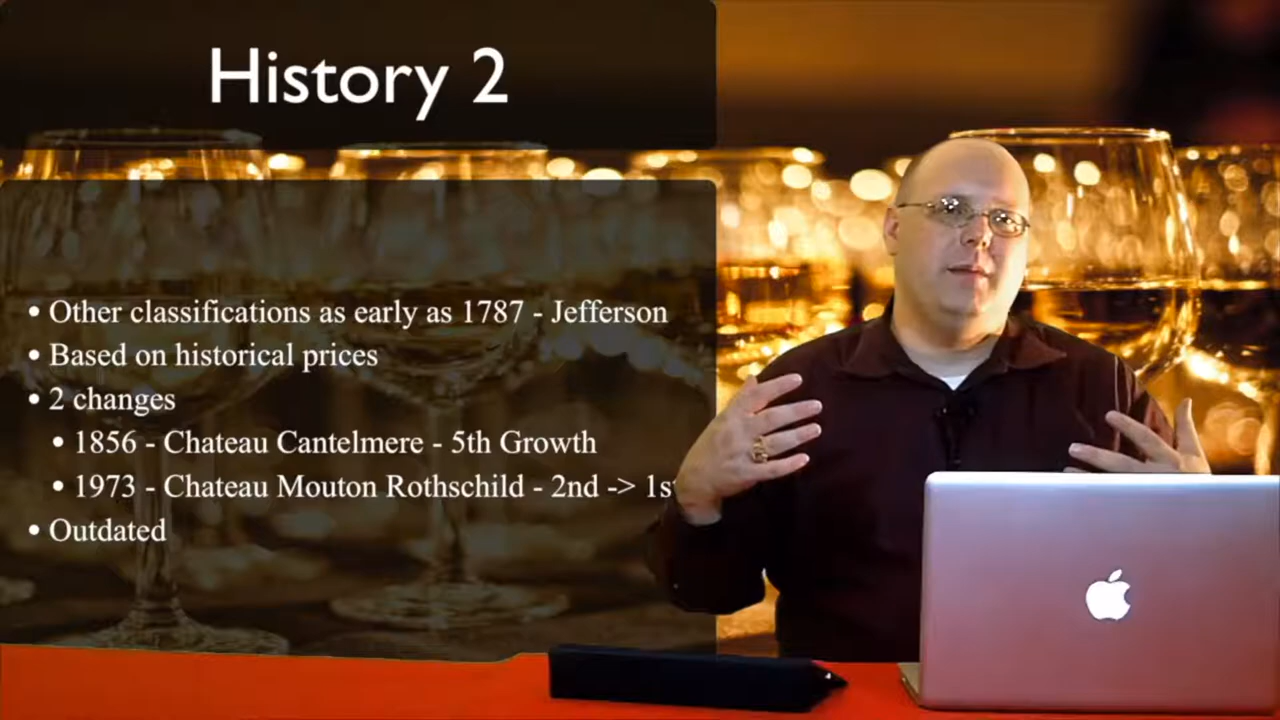 History 2
• Other classifications as early as 1787 - Jefferson
• Based on historical prices
• 2 changes
• 1856 - Chateau Cantelmere - 5th Growth
• 1973 - Chateau Mouton Rothschild - 2nd -> 1st
• Outdated